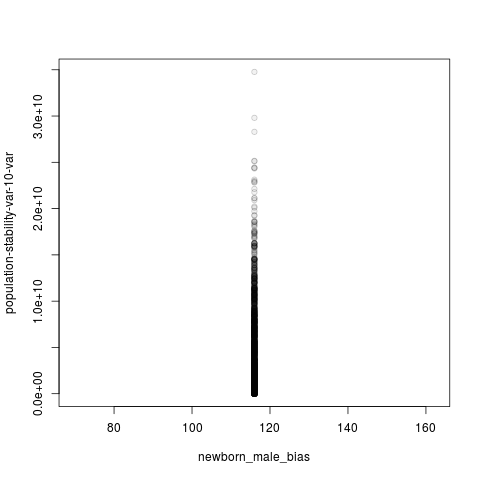 population-stability-var-10-var
3.0e+10
2.0e+10
1.0e+10
0.0e+00
80
100
120
140
160
newborn_male_bias